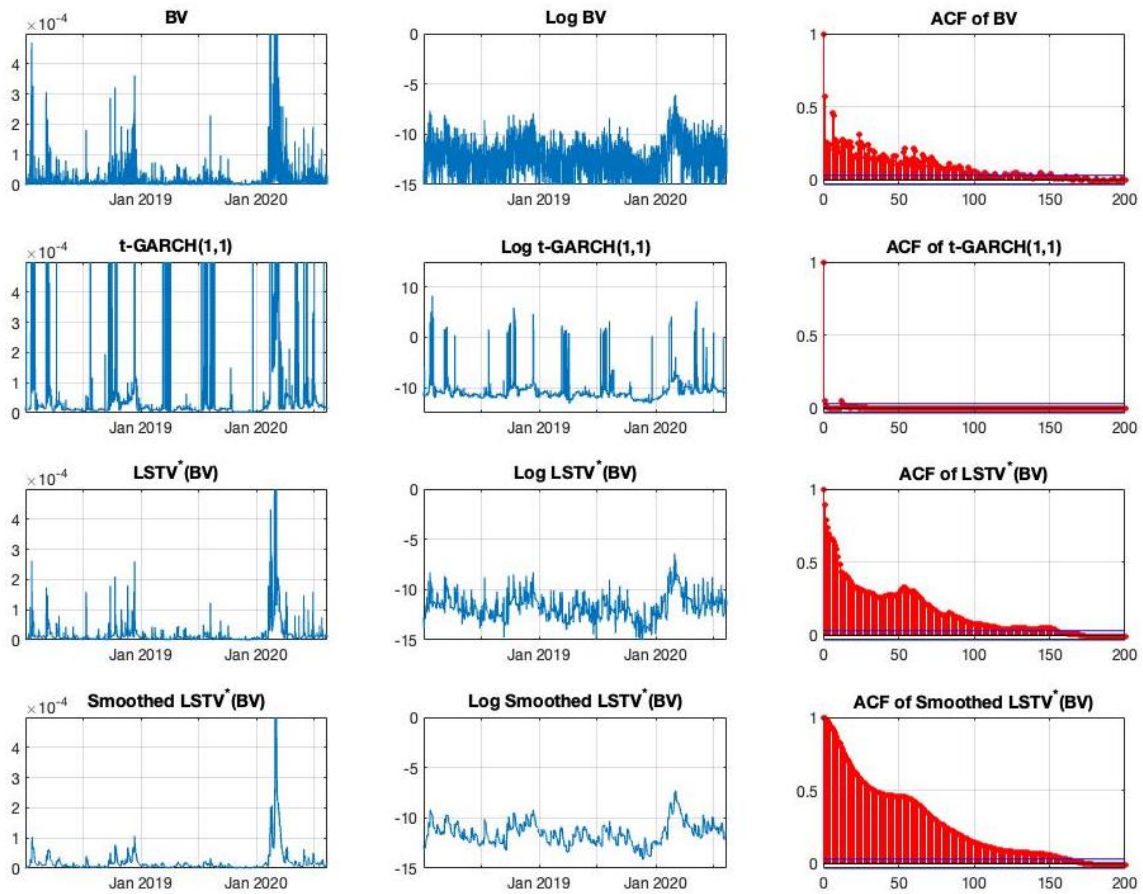 BV
Log BV
ACF of BV
×10⁻⁴
4
3
2
1
0
Jan 2019
Jan 2020
0
-5
-10
-15
Jan 2019
Jan 2020
1
0.5
0
0
50
100
150
200
t-GARCH(1,1)
Log t-GARCH(1,1)
ACF of t-GARCH(1,1)
×10⁻⁴
4
3
2
1
0
Jan 2019
Jan 2020
10
0
-10
Jan 2019
Jan 2020
1
0.5
0
0
50
100
150
200
LSTV*(BV)
Log LSTV*(BV)
ACF of LSTV*(BV)
×10⁻⁴
4
3
2
1
0
Jan 2019
Jan 2020
0
-5
-10
-15
Jan 2019
Jan 2020
1
0.5
0
0
50
100
150
200
Smoothed LSTV*(BV)
Log Smoothed LSTV*(BV)
ACF of Smoothed LSTV*(BV)
×10⁻⁴
4
3
2
1
0
Jan 2019
Jan 2020
0
-5
-10
-15
Jan 2019
Jan 2020
1
0.5
0
0
50
100
150
200